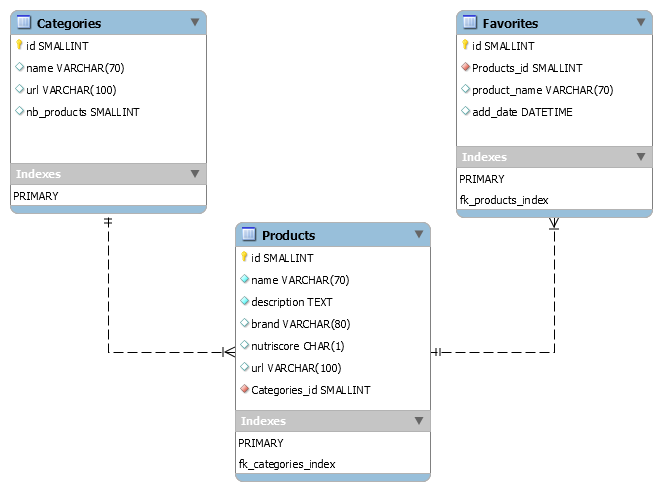 Categories
id SMALLINT
name VARCHAR(70)
url VARCHAR(100)
nb_products SMALLINT
Indexes
PRIMARY
Favorites
id SMALLINT
Products_id SMALLINT
product_name VARCHAR(70)
add_date DATETIME
Indexes
PRIMARY
fk_products_index
Products
id SMALLINT
name VARCHAR(70)
description TEXT
brand VARCHAR(80)
nutriscore CHAR(1)
url VARCHAR(100)
Categories_id SMALLINT
Indexes
PRIMARY
fk_categories_index